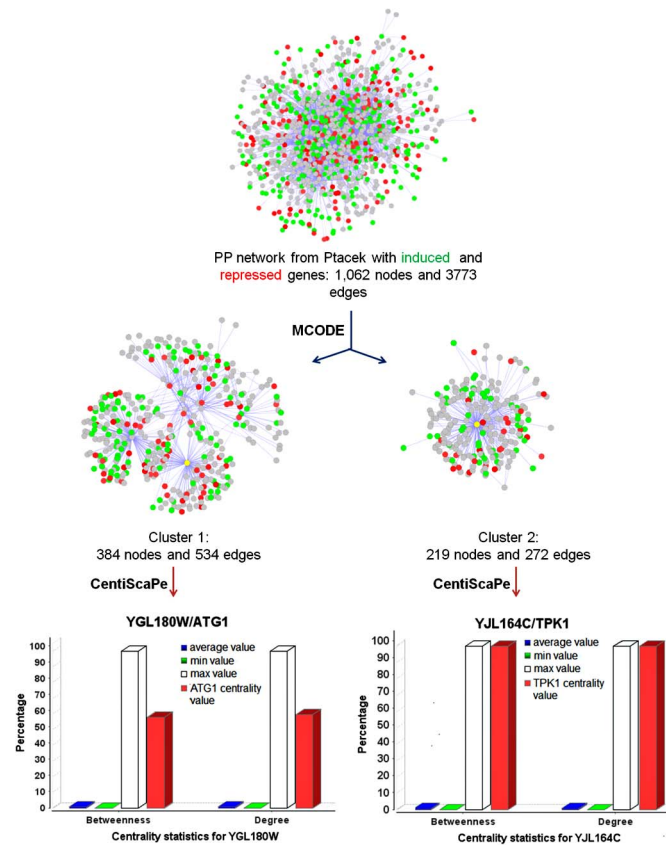 PP network from Ptacek with induced and
repressed genes: 1,062 nodes and 3773
edges
MCODE
Cluster 1:
384 nodes and 534 edges
Cluster 2:
219 nodes and 272 edges
CentiScaPe
CentiScaPe
YGL180W/ATG1
average value
min value
max value
ATG1 centrality
value
Percentage
100
90
80
70
60
50
40
30
20
10
0
Betweenness
Degree
Centrality statistics for YGL180W
YJL164C/TPK1
average value
min value
max value
TPK1 centrality
value
Percentage
100
90
80
70
60
50
40
30
20
10
0
Betweenness
Degree
Centrality statistics for YJL164C